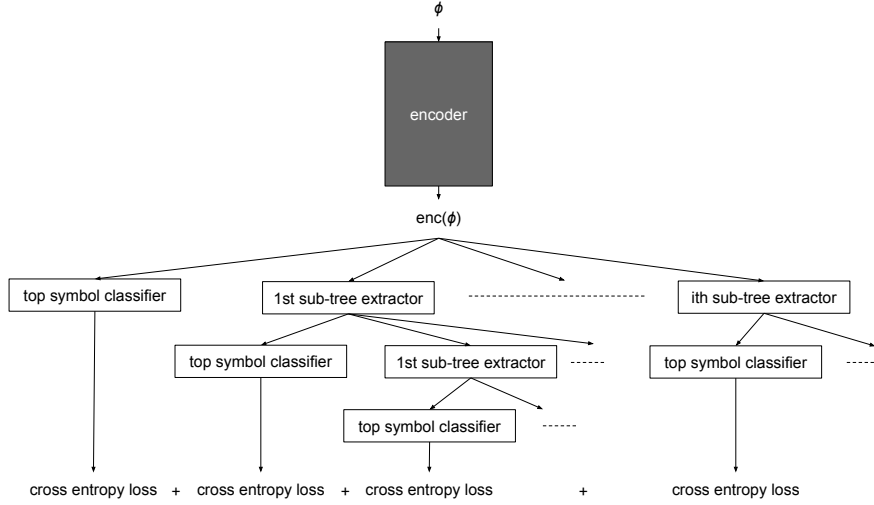 ϕ
encoder
enc(ϕ)
top symbol classifier
1st sub-tree extractor
ith sub-tree extractor
top symbol classifier
1st sub-tree extractor
top symbol classifier
top symbol classifier
cross entropy loss + cross entropy loss + cross entropy loss + cross entropy loss